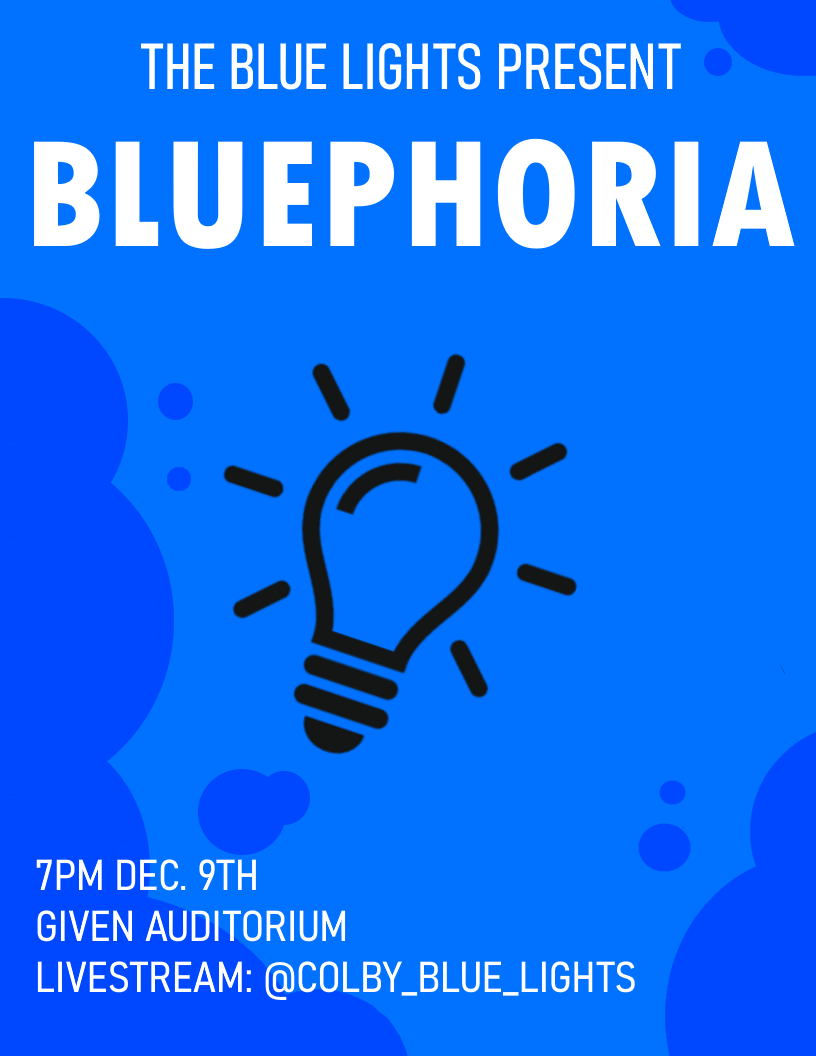 THE BLUE LIGHTS PRESENT
BLUEPHORIA
7PM DEC. 9TH
GIVEN AUDITORIUM
LIVESTREAM: @COLBY_BLUE_LIGHTS